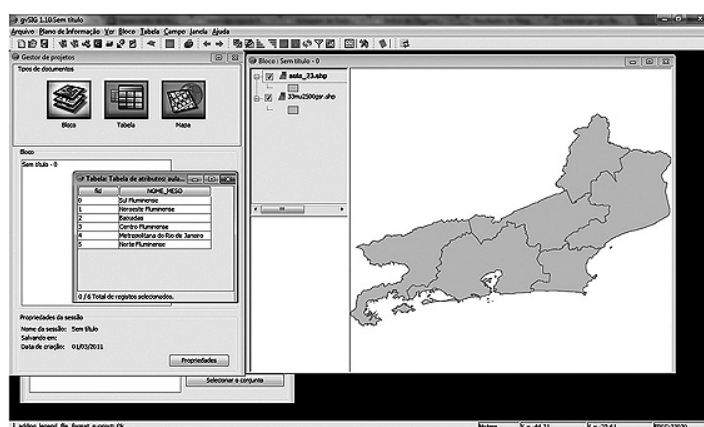 gvSIG 1.10:Sem título
Arquivo Plano de Informação Ver Bloco Tabela Campo Janela Ajuda
Gestor de projetos
Tipos de documentos
Bloco Tabela Mapa
Bloco
Sem título - 0
Tabela: Tabela de atributos: aula...
fid NOME_MESO
0 Sul Fluminense
1 Noroeste Fluminense
2 Baixadas
3 Centro Fluminense
4 Metropolitana do Rio de Janeiro
5 Norte Fluminense
0 / 6 Total de registos selecionados.
Propriedades da sessão
Nome da sessão: Sem título
Salvando em:
Data de criação: 01/03/2011
Propriedades
Selecionar o conjunto
Bloco : Sem título - 0
aula_23.shp
33mu2500gsr.shp